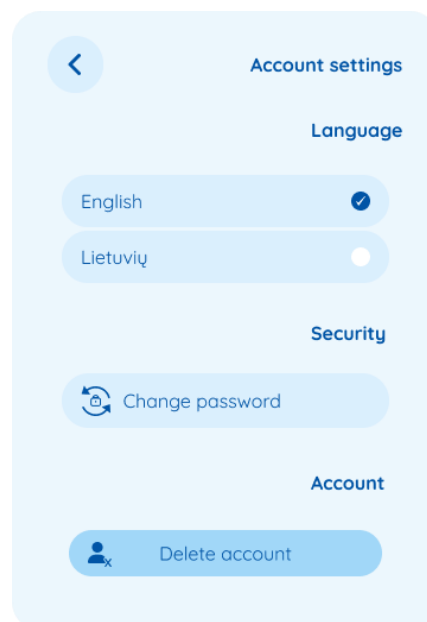 Account settings
Language
English
Lietuvių
Security
Change password
Account
Delete account